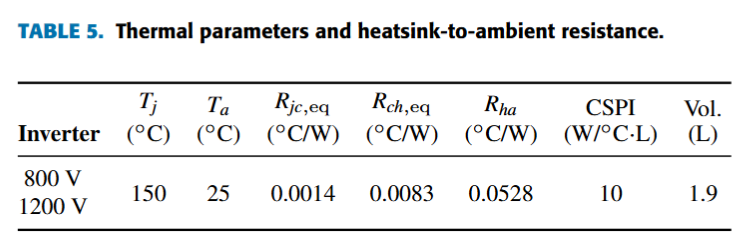 TABLE 5. Thermal parameters and heatsink-to-ambient resistance.
Tj Ta Rjc,eq Rch,eq Rha CSPI Vol.
Inverter (°C) (°C) (°C/W) (°C/W) (°C/W) (W/°C·L) (L)
800 V
1200 V 150 25 0.0014 0.0083 0.0528 10 1.9